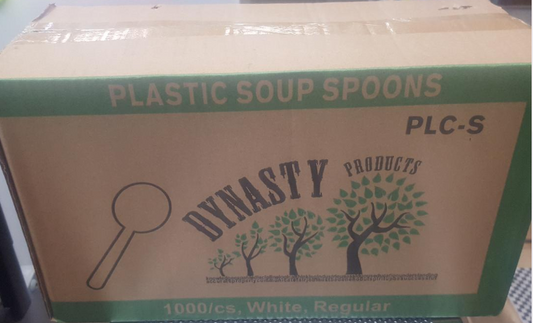 PLASTIC SOUP SPOONS
PLC-S
DYNASTY PRODUCTS
1000/cs, White, Regular